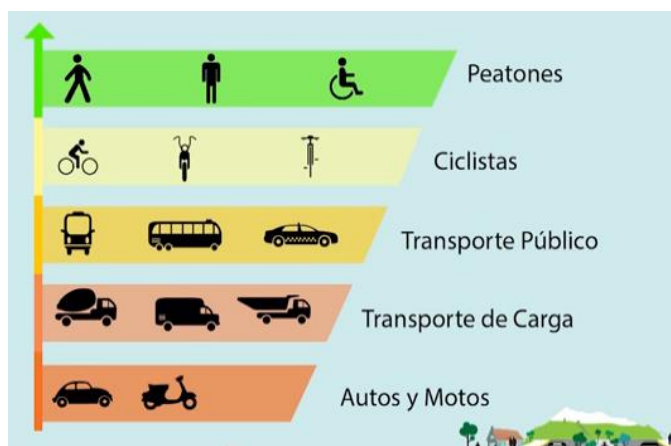 Peatones
Ciclistas
Transporte Público
Transporte de Carga
Autos y Motos